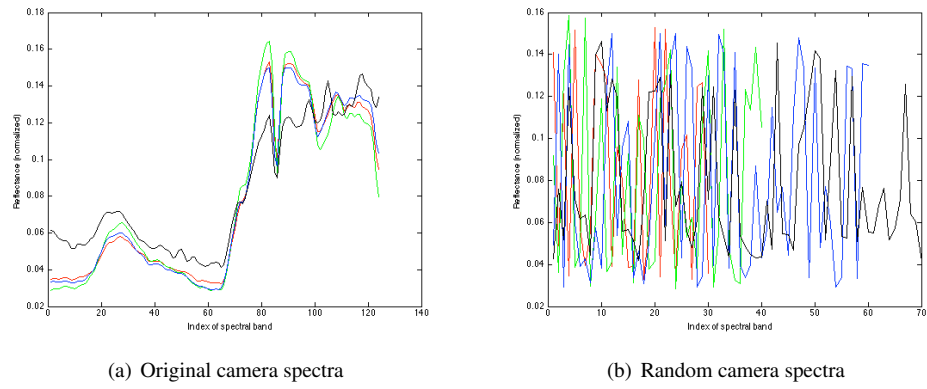 0.18
0.16
0.14
0.12
0.1
0.08
0.06
0.04
0.02
Reflectance [normalized]
0 20 40 60 80 100 120 140
Index of spectral band
(a) Original camera spectra
0.16
0.14
0.12
0.1
0.08
0.06
0.04
0.02
Reflectance [normalized]
0 10 20 30 40 50 60 70
Index of spectral band
(b) Random camera spectra